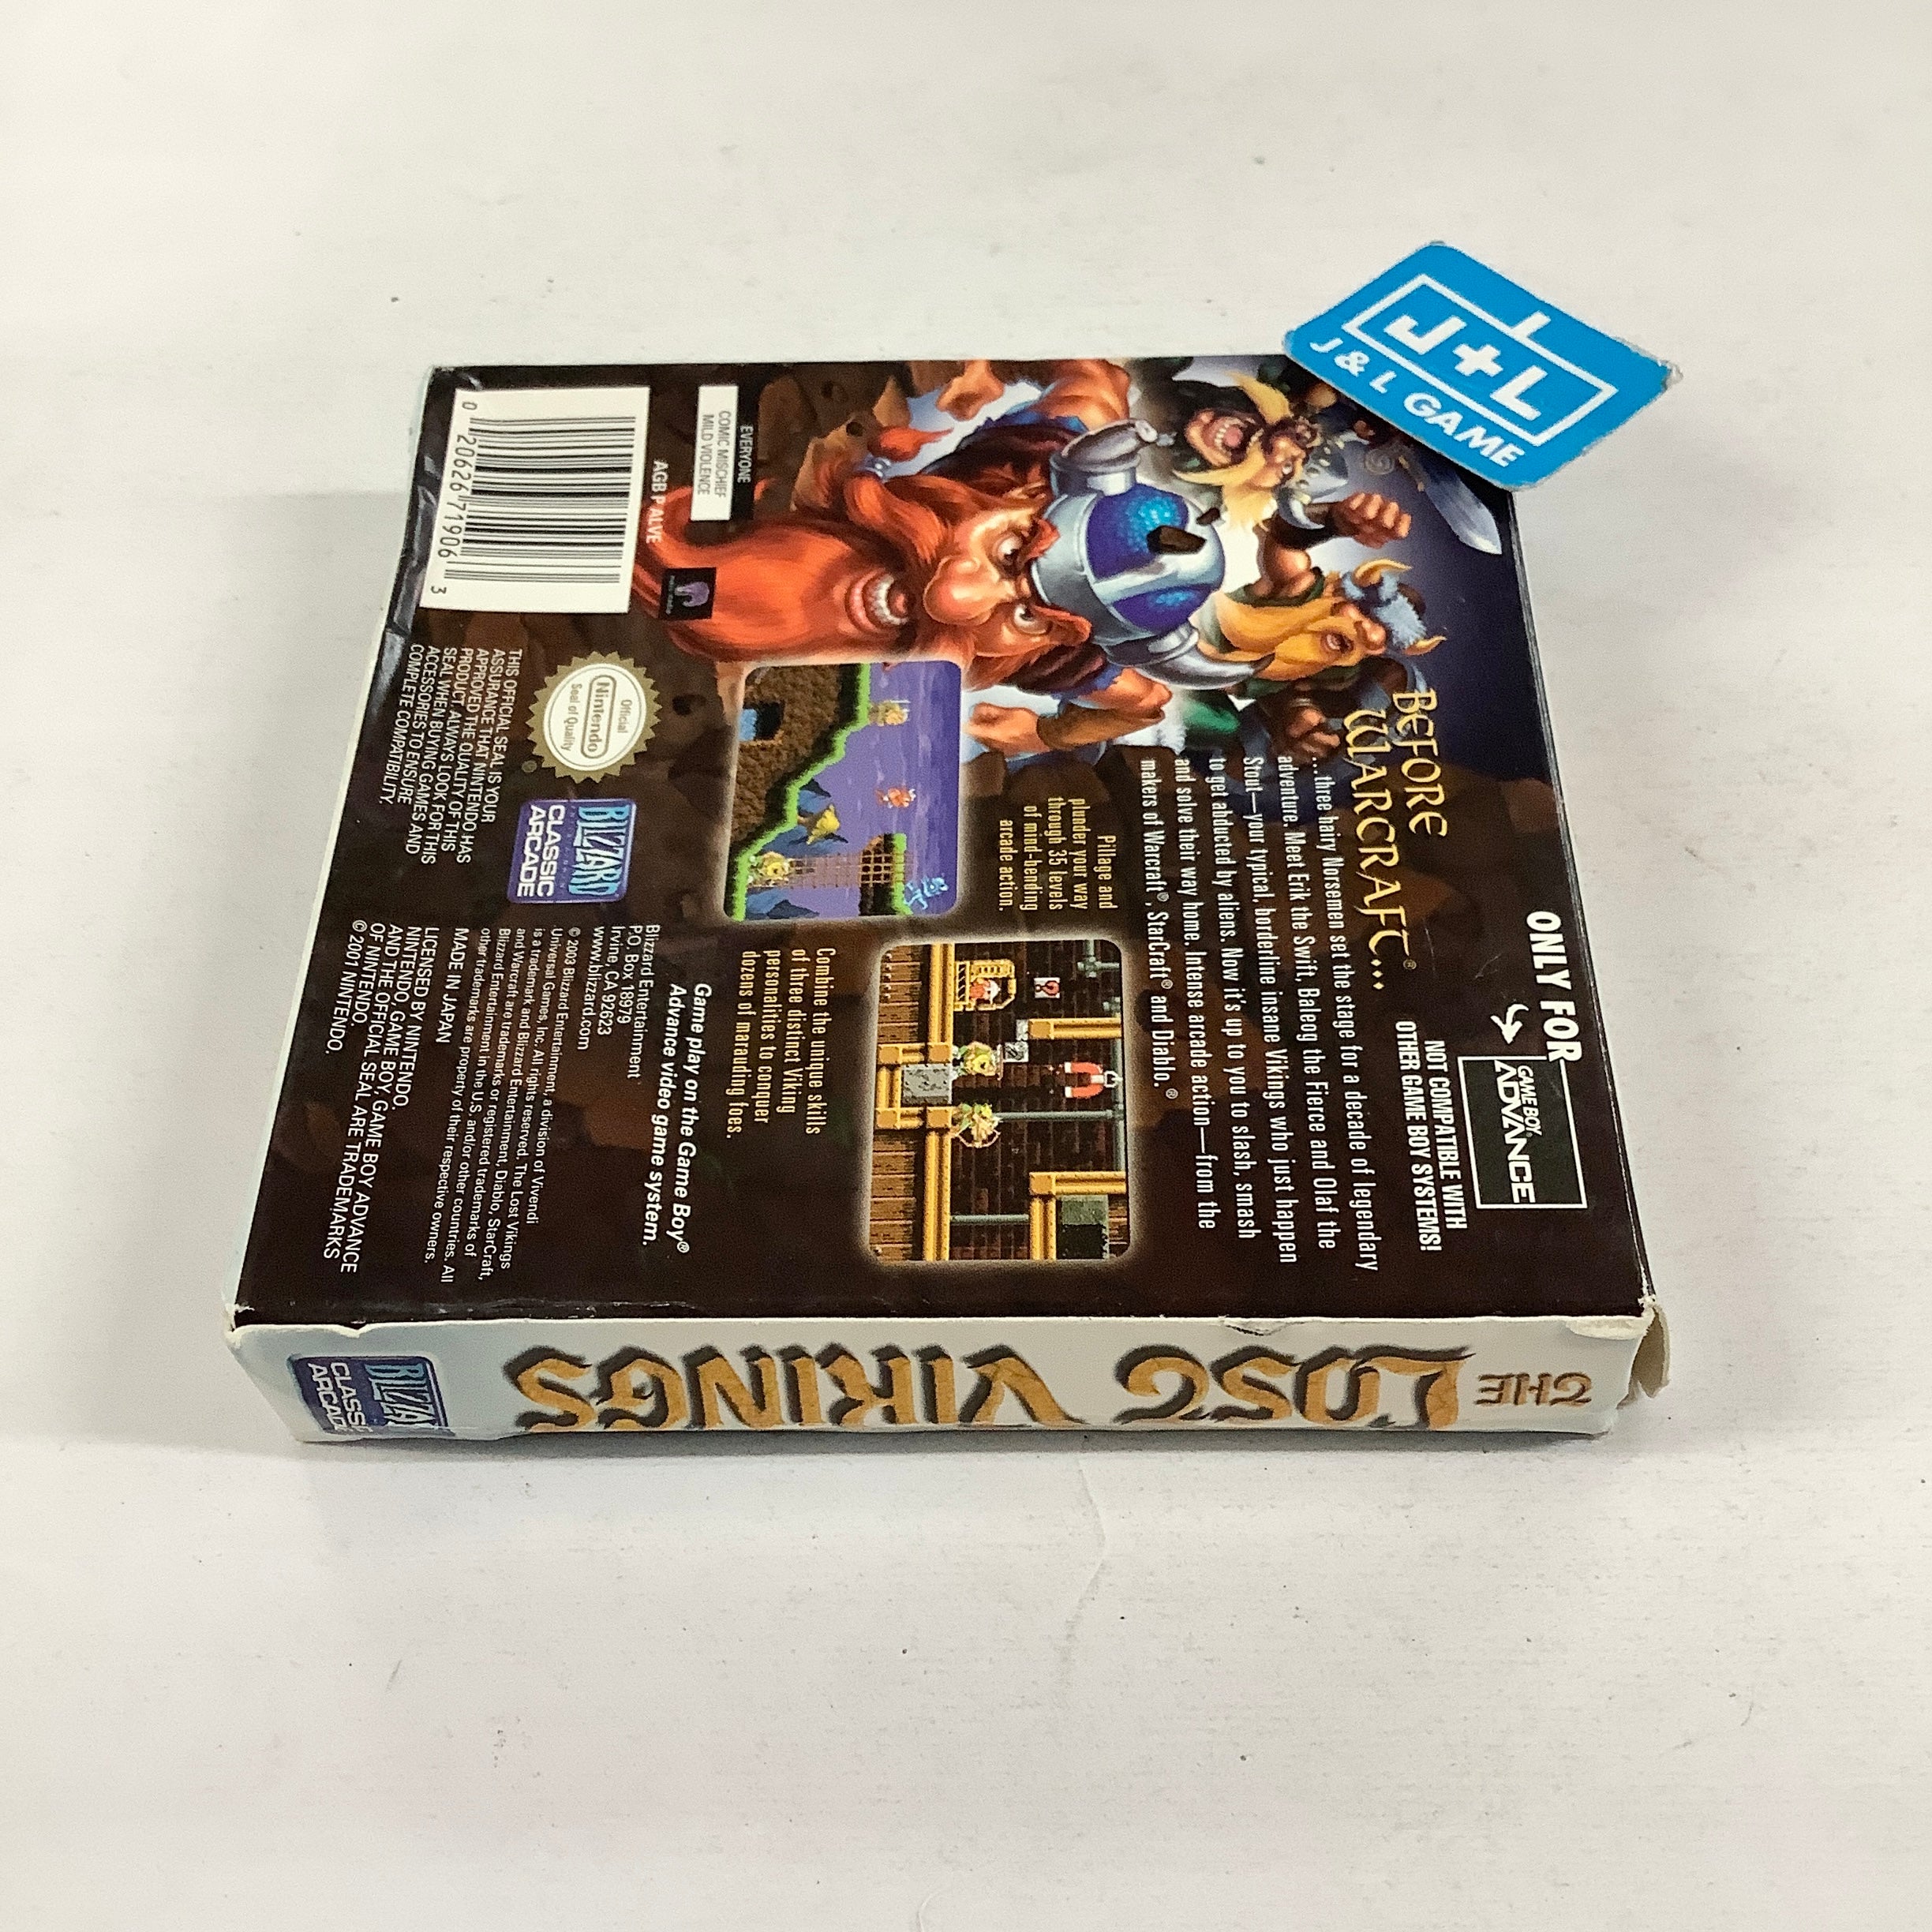 J+L
J & L GAME
ONLY FOR
GAME BOY
ADVANCE
NOT COMPATIBLE WITH
OTHER GAME BOY SYSTEMS!
BEFORE
WARCRAFT®...
...three hairy Norsemen set the stage for a decade of legendary
adventure. Meet Erik the Swift, Baleog the Fierce and Olaf the
Stout—your typical, borderline insane Vikings who just happen
to get abducted by aliens. Now it's up to you to slash, smash
and solve their way home. Intense arcade action—from the
makers of Warcraft®, StarCraft® and Diablo.®
Pillage and
plunder your way
through 35 levels
of mind-bending
arcade action.
Combine the unique skills
of three distinct Viking
personalities to conquer
dozens of marauding foes.
EVERYONE
COMIC MISCHIEF
MILD VIOLENCE
AGB P ALVE
0 20626 71906 3
Official
Nintendo
Seal of Quality
®
THIS OFFICIAL SEAL IS YOUR
ASSURANCE THAT NINTENDO HAS
APPROVED THE QUALITY OF THIS
PRODUCT. ALWAYS LOOK FOR THIS
SEAL WHEN BUYING GAMES AND
ACCESSORIES TO ENSURE
COMPLETE COMPATIBILITY.
BLIZZARD
CLASSIC
ARCADE
Game play on the Game Boy®
Advance video game system.
Blizzard Entertainment
P.O. Box 18979
Irvine, CA 92623
www.blizzard.com
© 2003 Blizzard Entertainment, a division of Vivendi
Universal Games, Inc. All rights reserved. The Lost Vikings
is a trademark and Blizzard Entertainment, Diablo, StarCraft,
and Warcraft are trademarks or registered trademarks of
Blizzard Entertainment in the U.S. and/or other countries. All
other trademarks are property of their respective owners.
MADE IN JAPAN
LICENSED BY NINTENDO.
NINTENDO, GAME BOY, GAME BOY ADVANCE
AND THE OFFICIAL SEAL ARE TRADEMARKS
OF NINTENDO.
© 2001 NINTENDO.
THE LOST VIKINGS
BLIZZARD
CLASSIC
ARCADE